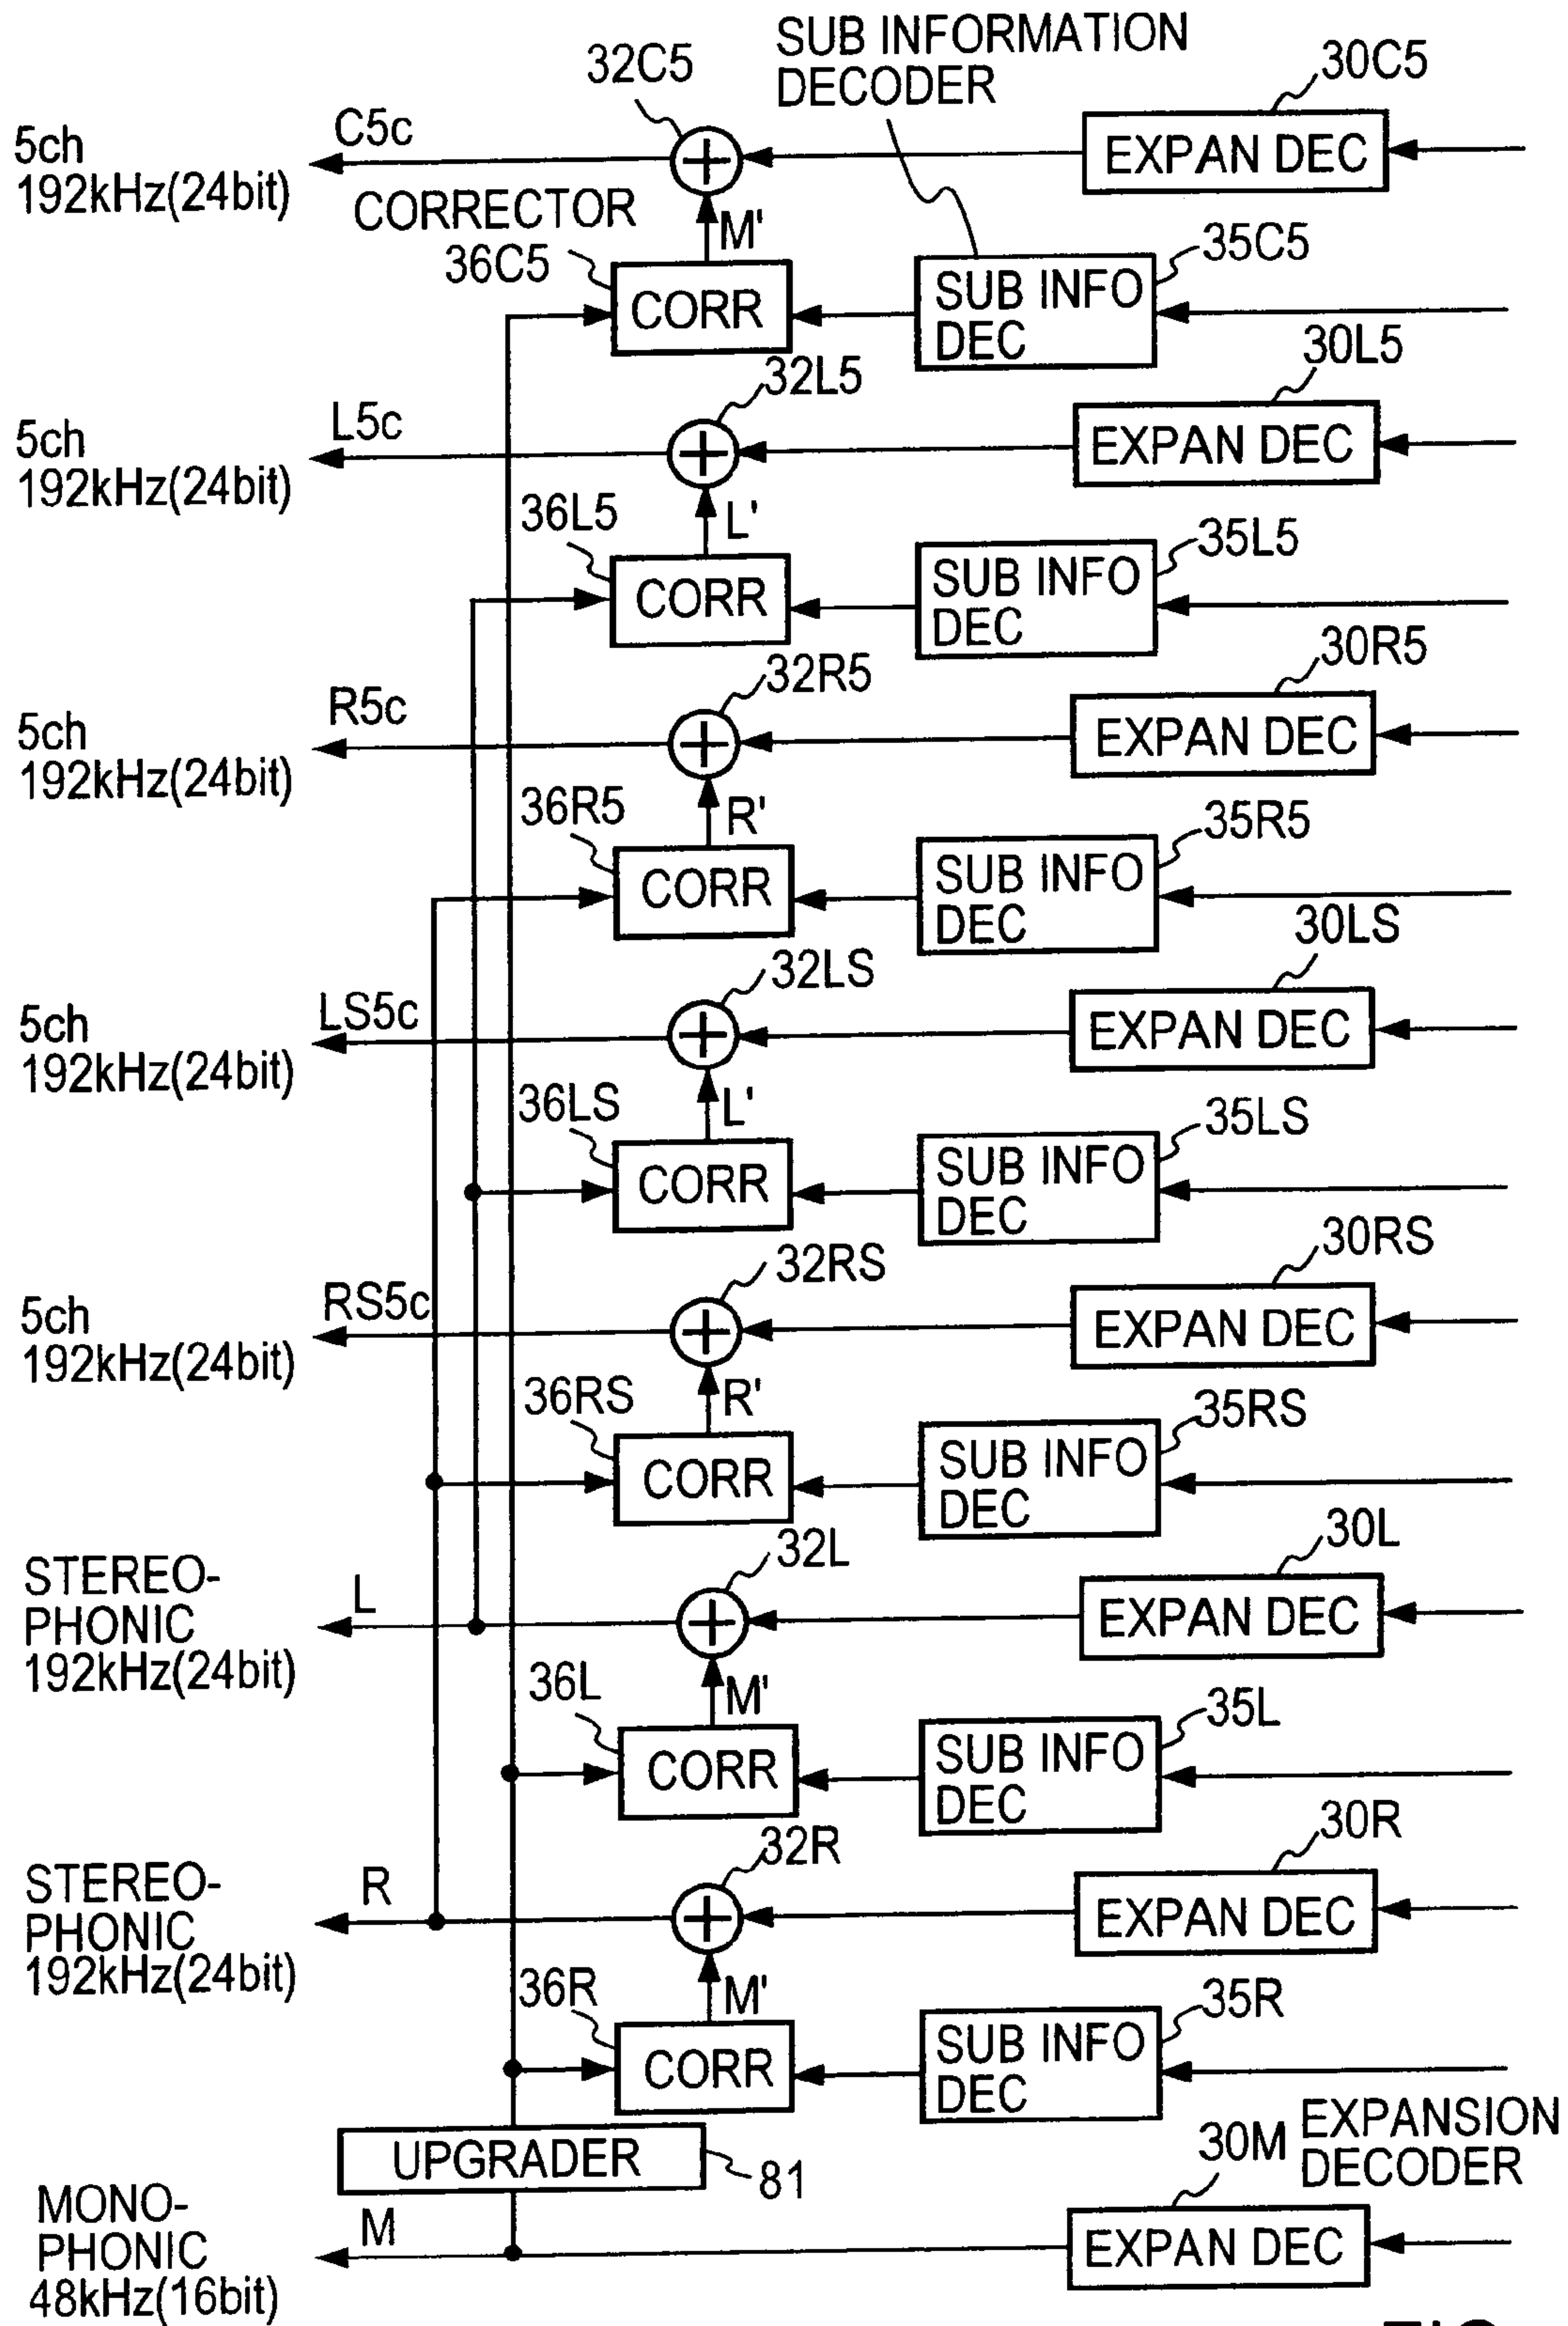 SUB INFORMATION
DECODER
32C5
30C5
C5c
5ch
192kHz(24bit)
EXPAN DEC
CORRECTOR
36C5
M'
35C5
CORR
SUB INFO
DEC
32L5
30L5
L5c
5ch
192kHz(24bit)
EXPAN DEC
36L5
L'
35L5
CORR
SUB INFO
DEC
32R5
30R5
R5c
5ch
192kHz(24bit)
EXPAN DEC
36R5
R'
35R5
CORR
SUB INFO
DEC
32LS
30LS
LS5c
5ch
192kHz(24bit)
EXPAN DEC
36LS
L'
35LS
CORR
SUB INFO
DEC
32RS
30RS
RS5c
5ch
192kHz(24bit)
EXPAN DEC
36RS
R'
35RS
CORR
SUB INFO
DEC
32L
30L
STEREO-
PHONIC
192kHz(24bit)
L
EXPAN DEC
36L
M'
35L
CORR
SUB INFO
DEC
32R
30R
STEREO-
PHONIC
192kHz(24bit)
R
EXPAN DEC
36R
M'
35R
CORR
SUB INFO
DEC
UPGRADER
81
30M
EXPANSION
DECODER
MONO-
PHONIC
48kHz(16bit)
M
EXPAN DEC